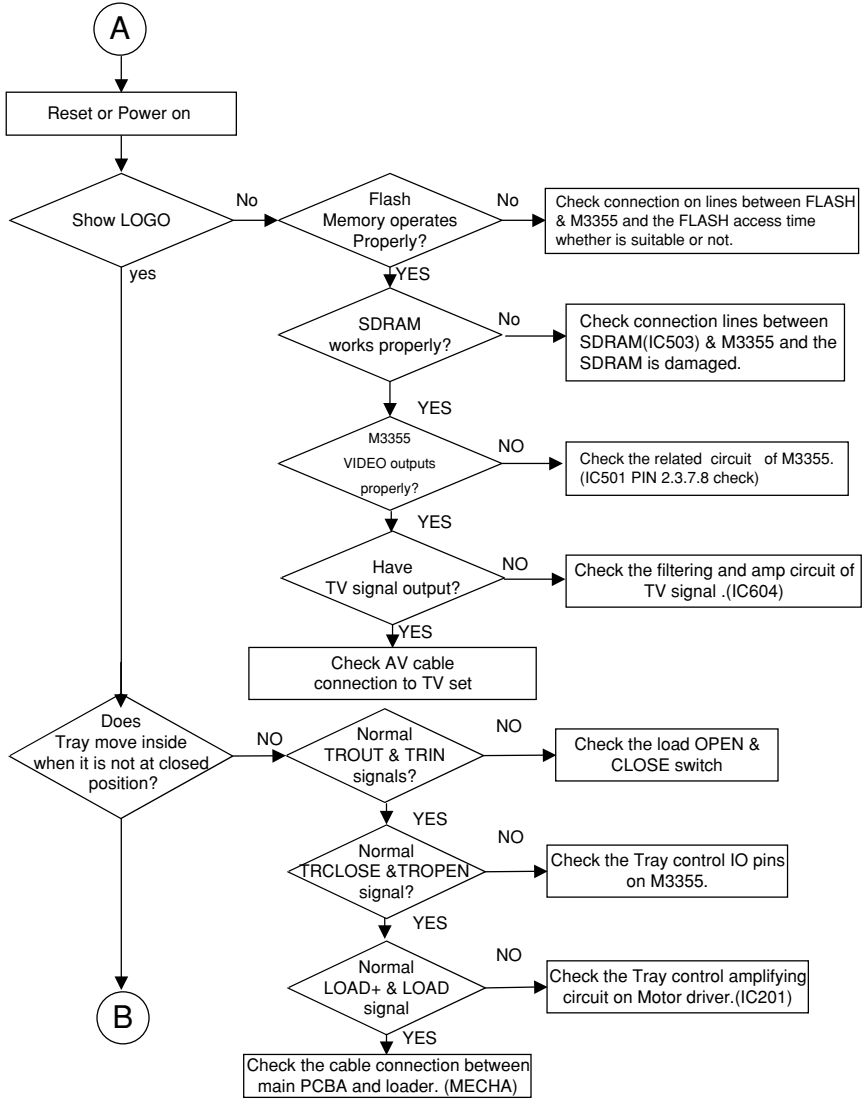 A
Reset or Power on
Show LOGO
No
Flash
Memory operates
Properly?
No
Check connection on lines between FLASH
& M3355 and the FLASH access time
whether is suitable or not.
yes
YES
SDRAM
works properly?
No
Check connection lines between
SDRAM(IC503) & M3355 and the
SDRAM is damaged.
YES
M3355
VIDEO outputs
properly?
NO
Check the related circuit of M3355.
(IC501 PIN 2.3.7.8 check)
YES
Have
TV signal output?
NO
Check the filtering and amp circuit of
TV signal .(IC604)
YES
Check AV cable
connection to TV set
Does
Tray move inside
when it is not at closed
position?
NO
Normal
TROUT & TRIN
signals?
NO
Check the load OPEN &
CLOSE switch
YES
Normal
TRCLOSE &TROPEN
signal?
NO
Check the Tray control IO pins
on M3355.
YES
Normal
LOAD+ & LOAD
signal
NO
Check the Tray control amplifying
circuit on Motor driver.(IC201)
B
YES
Check the cable connection between
main PCBA and loader. (MECHA)